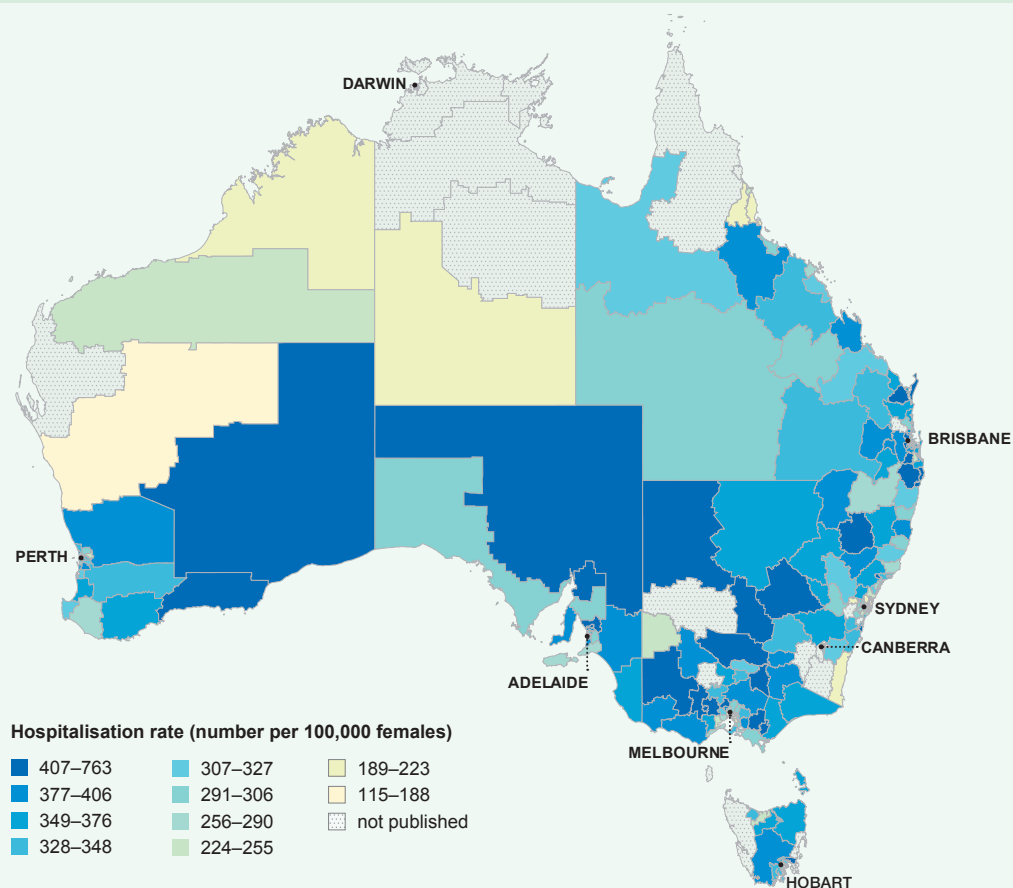 DARWIN
BRISBANE
PERTH
SYDNEY
CANBERRA
ADELAIDE
MELBOURNE
HOBART
Hospitalisation rate (number per 100,000 females)
407–763
377–406
349–376
328–348
307–327
291–306
256–290
224–255
189–223
115–188
not published